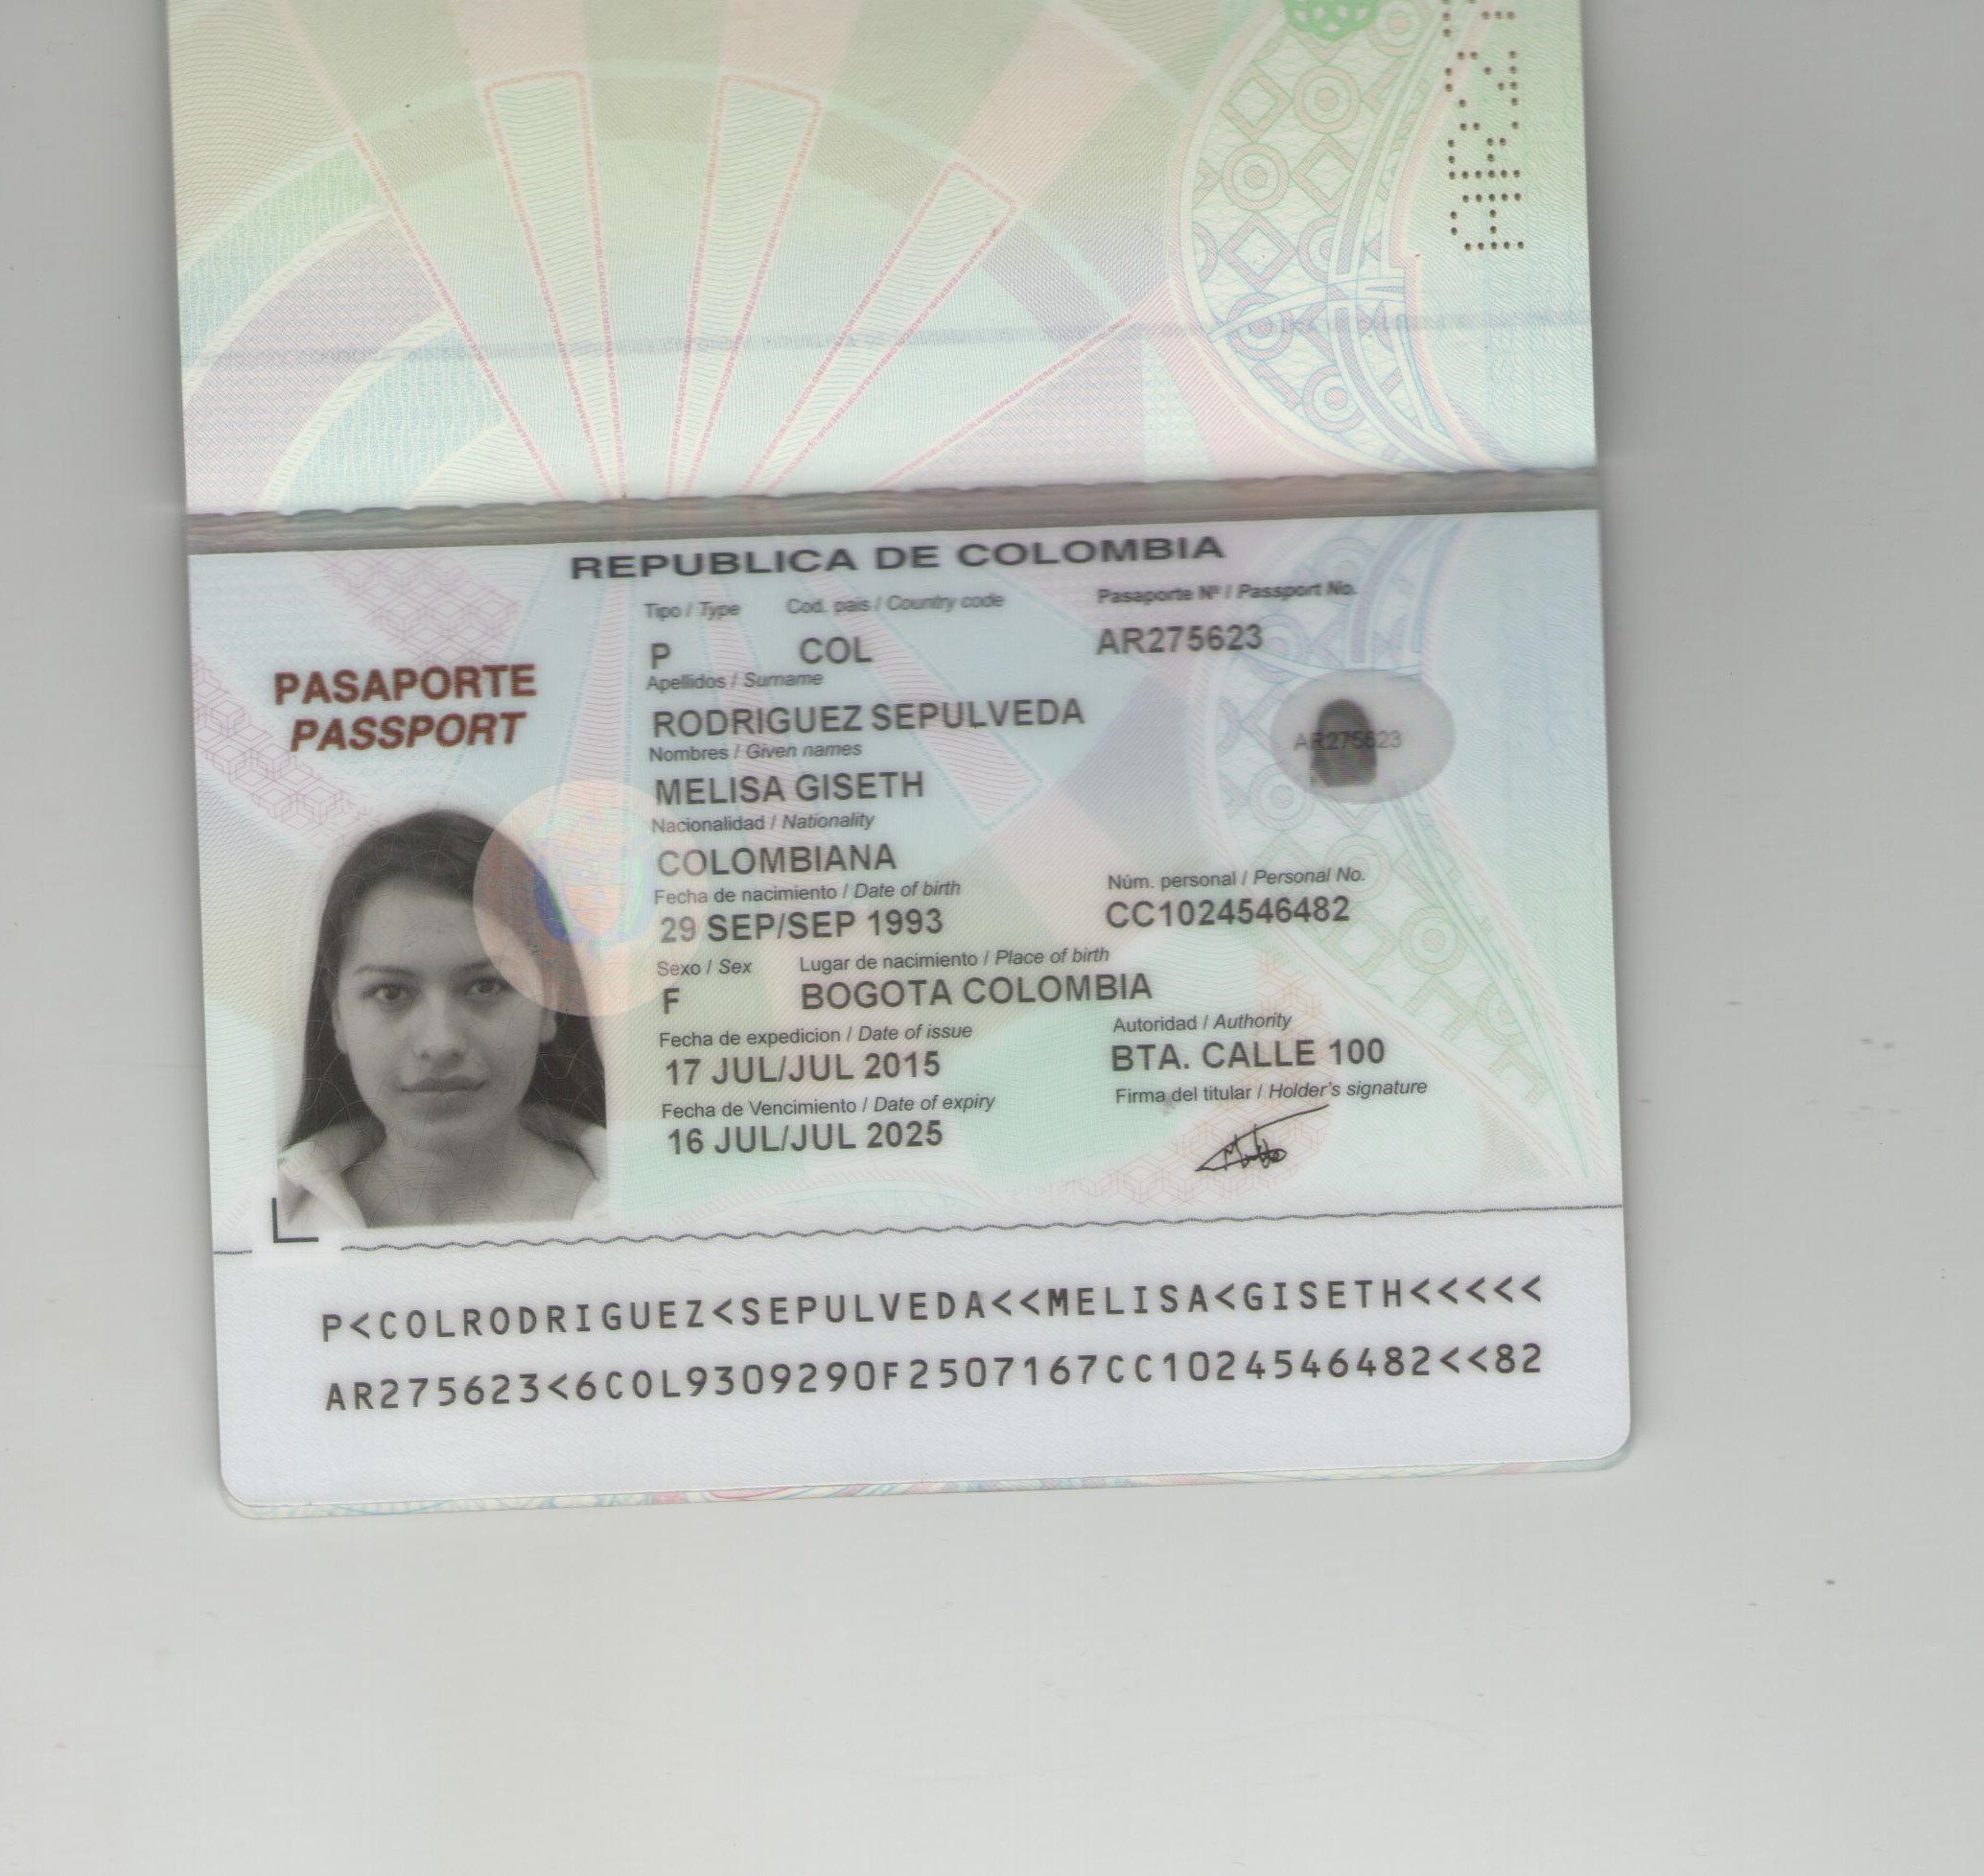 REPUBLICA DE COLOMBIA
Tipo / Type Cod. pais / Country code Pasaporte Nº / Passport No.
P COL AR275623
PASAPORTE
PASSPORT
Apellidos / Surname
RODRIGUEZ SEPULVEDA
Nombres / Given names
MELISA GISETH
AR275623
Nacionalidad / Nationality
COLOMBIANA
Fecha de nacimiento / Date of birth Núm. personal / Personal No.
29 SEP/SEP 1993 CC1024546482
Sexo / Sex Lugar de nacimiento / Place of birth
F BOGOTA COLOMBIA
Fecha de expedicion / Date of issue Autoridad / Authority
17 JUL/JUL 2015 BTA. CALLE 100
Fecha de Vencimiento / Date of expiry Firma del titular / Holder's signature
16 JUL/JUL 2025
P<COLRODRIGUEZ<SEPULVEDA<<MELISA<GISETH<<<<<
AR275623<6COL9309290F2507167CC1024546482<<82